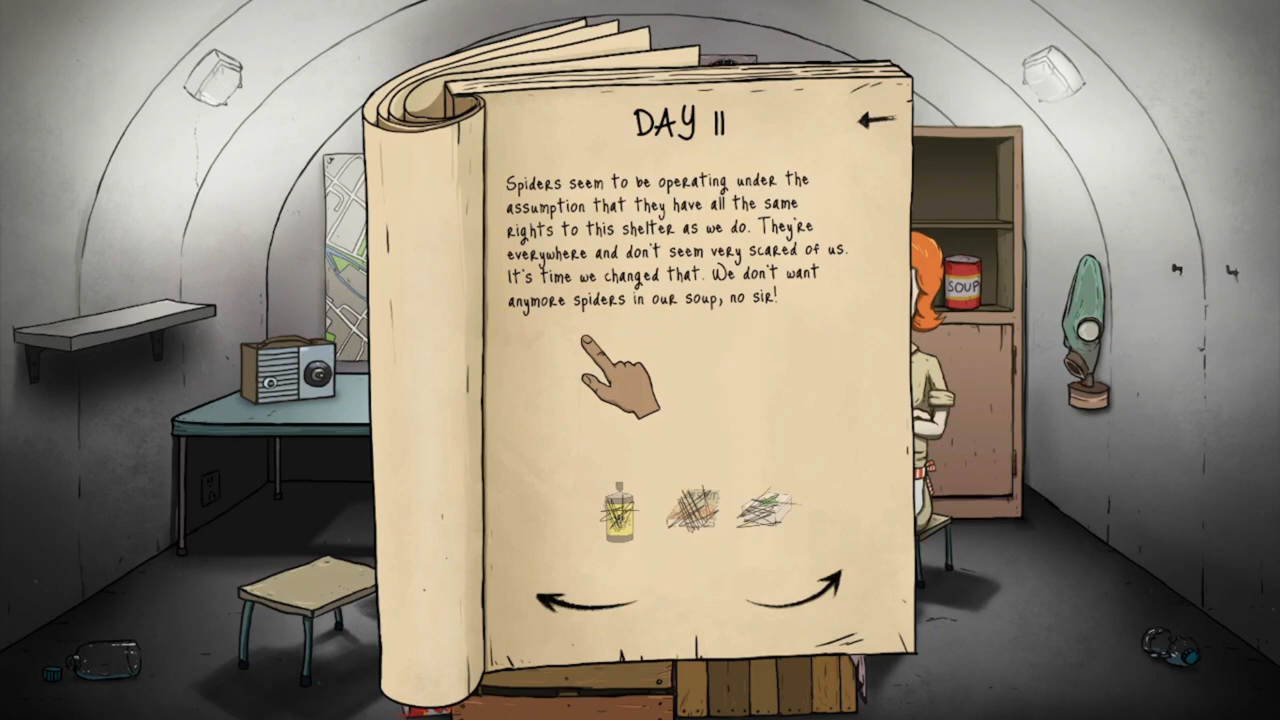 DAY 11
Spiders seem to be operating under the
assumption that they have all the same
rights to this shelter as we do. They're
everywhere and don't seem very scared of us.
It's time we changed that. We don't want
anymore spiders in our soup, no sir!
SOUP